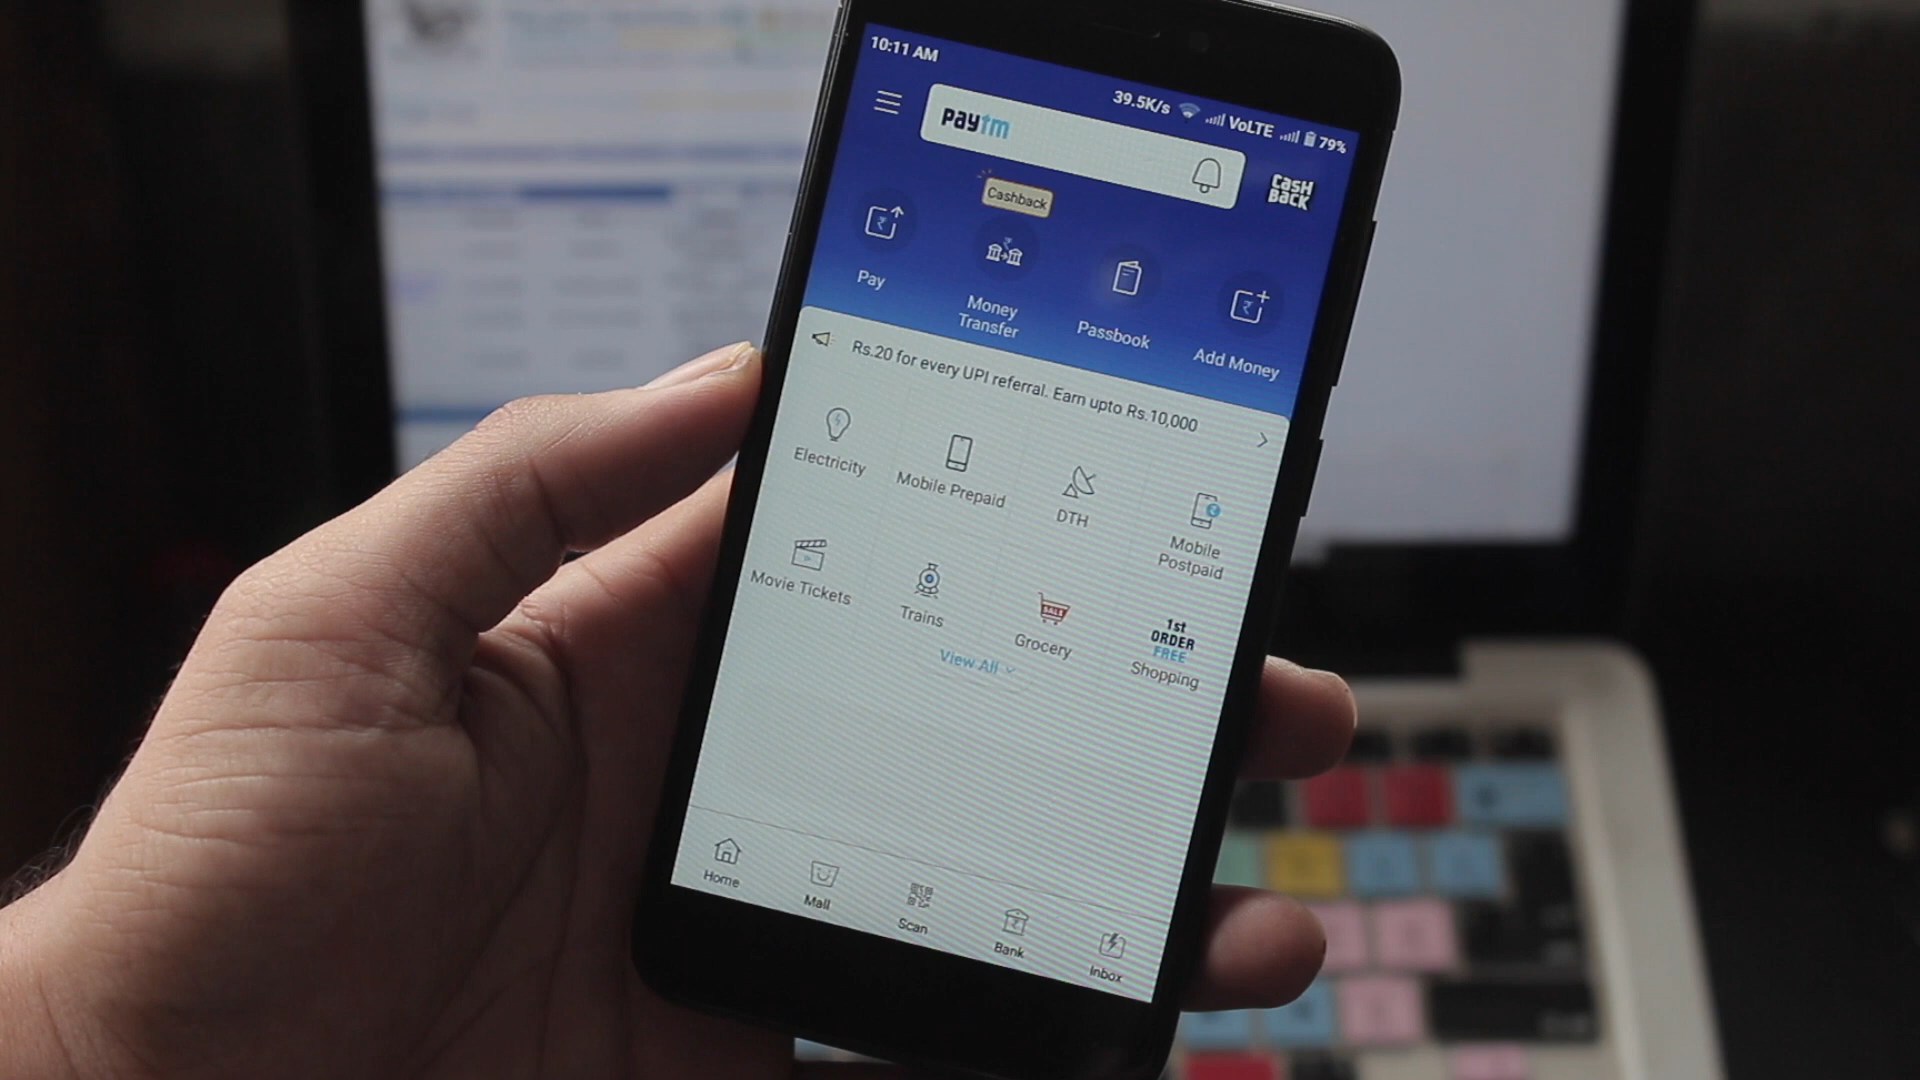 10:11 AM
39.5K/s VoLTE 79%
paytm
CASH
BACK
Cashback
Pay
Money
Transfer
Passbook
Add Money
Rs.20 for every UPI referral. Earn upto Rs.10,000
Electricity
Mobile Prepaid
DTH
Mobile
Postpaid
Movie Tickets
Trains
SALE
Grocery
1st
ORDER
FREE
Shopping
View All
Home
Mall
Scan
Bank
Inbox